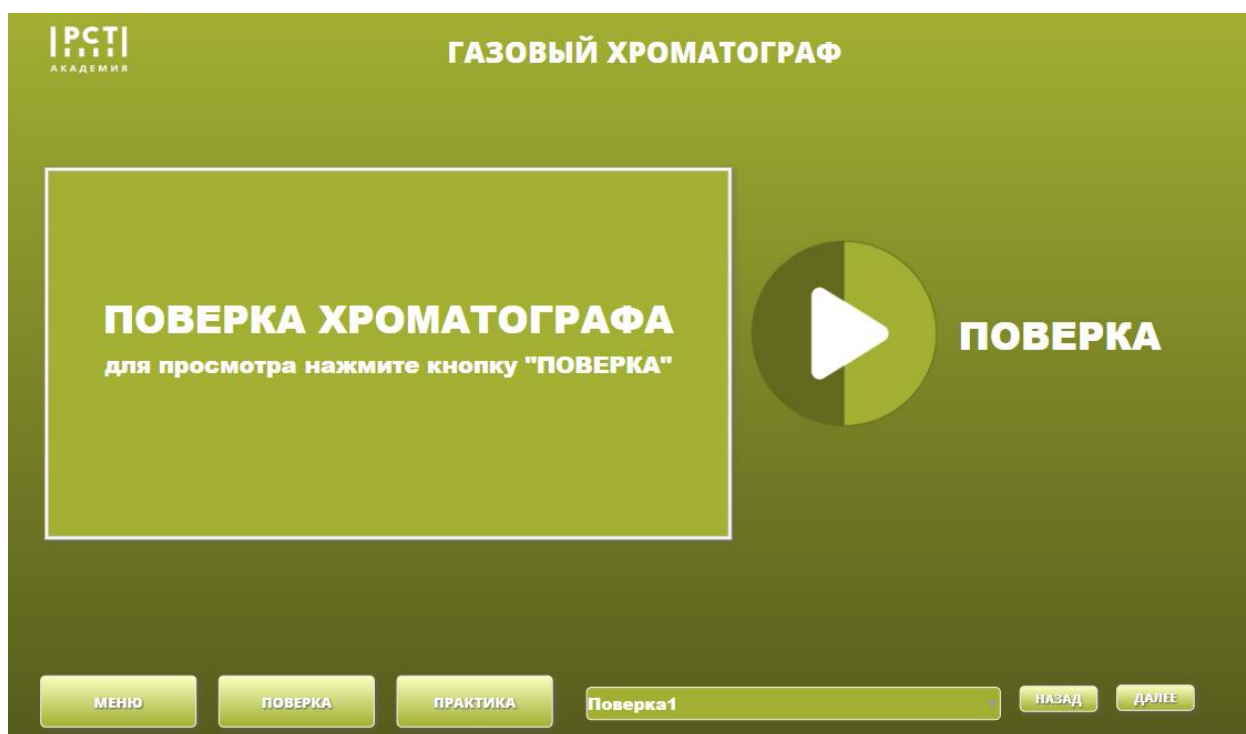 РСТ
АКАДЕМИЯ
ГАЗОВЫЙ ХРОМАТОГРАФ
ПОВЕРКА ХРОМАТОГРАФА
для просмотра нажмите кнопку "ПОВЕРКА"
ПОВЕРКА
МЕНЮ
ПОВЕРКА
ПРАКТИКА
Поверка1
НАЗАД
ДАЛЕЕ